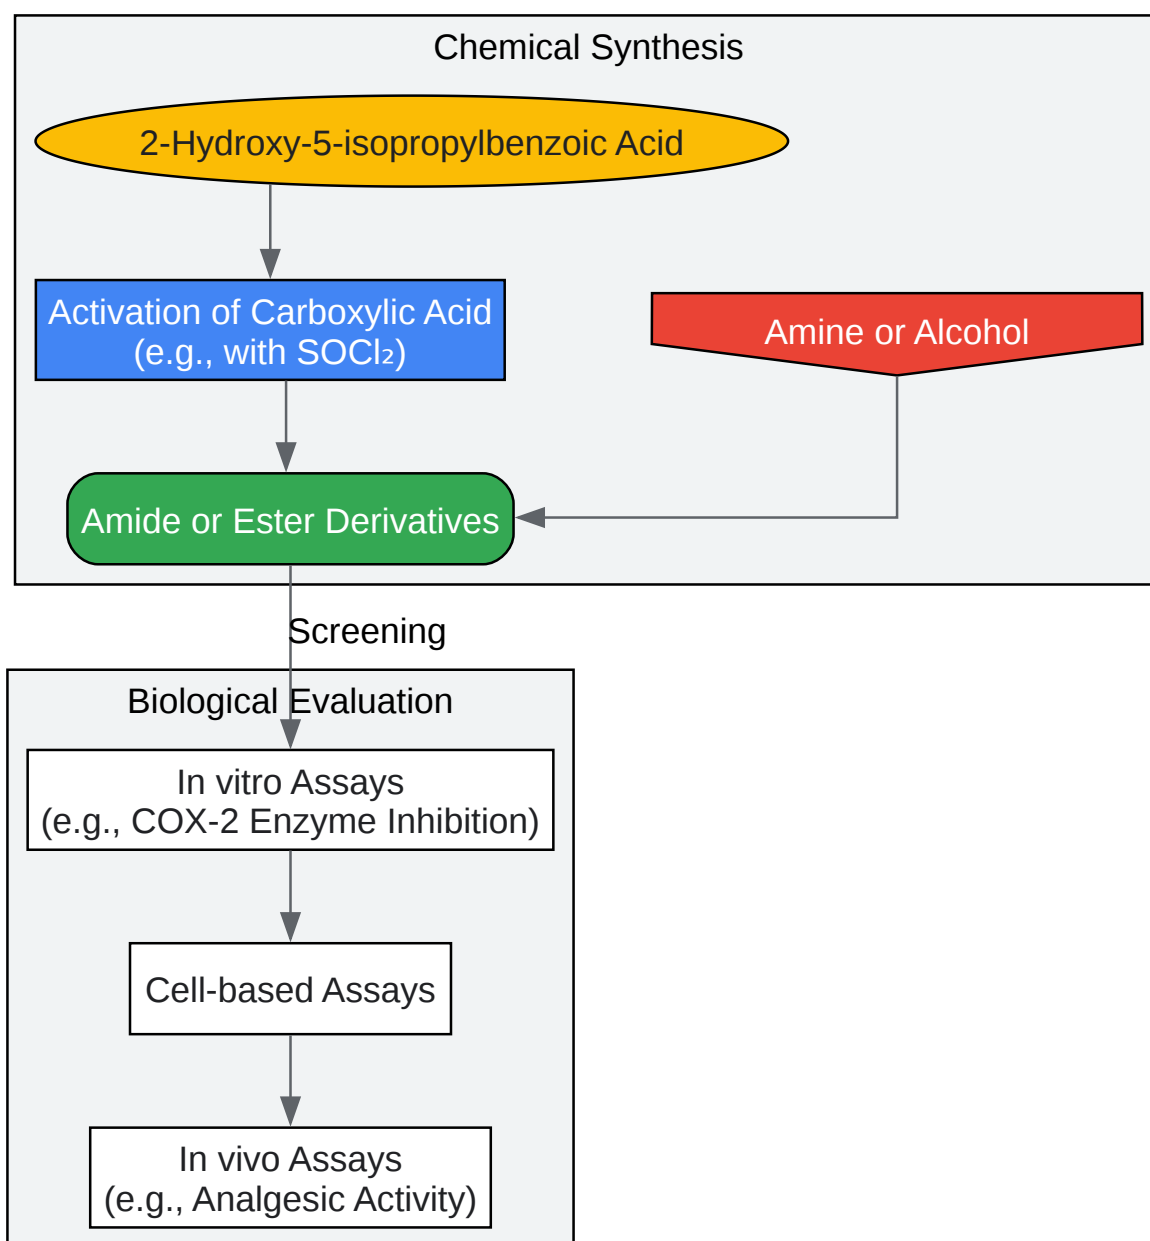 Chemical Synthesis
2-Hydroxy-5-isopropylbenzoic Acid
Activation of Carboxylic Acid
(e.g., with SOCl₂)
Amine or Alcohol
Amide or Ester Derivatives
Screening
Biological Evaluation
In vitro Assays
(e.g., COX-2 Enzyme Inhibition)
Cell-based Assays
In vivo Assays
(e.g., Analgesic Activity)